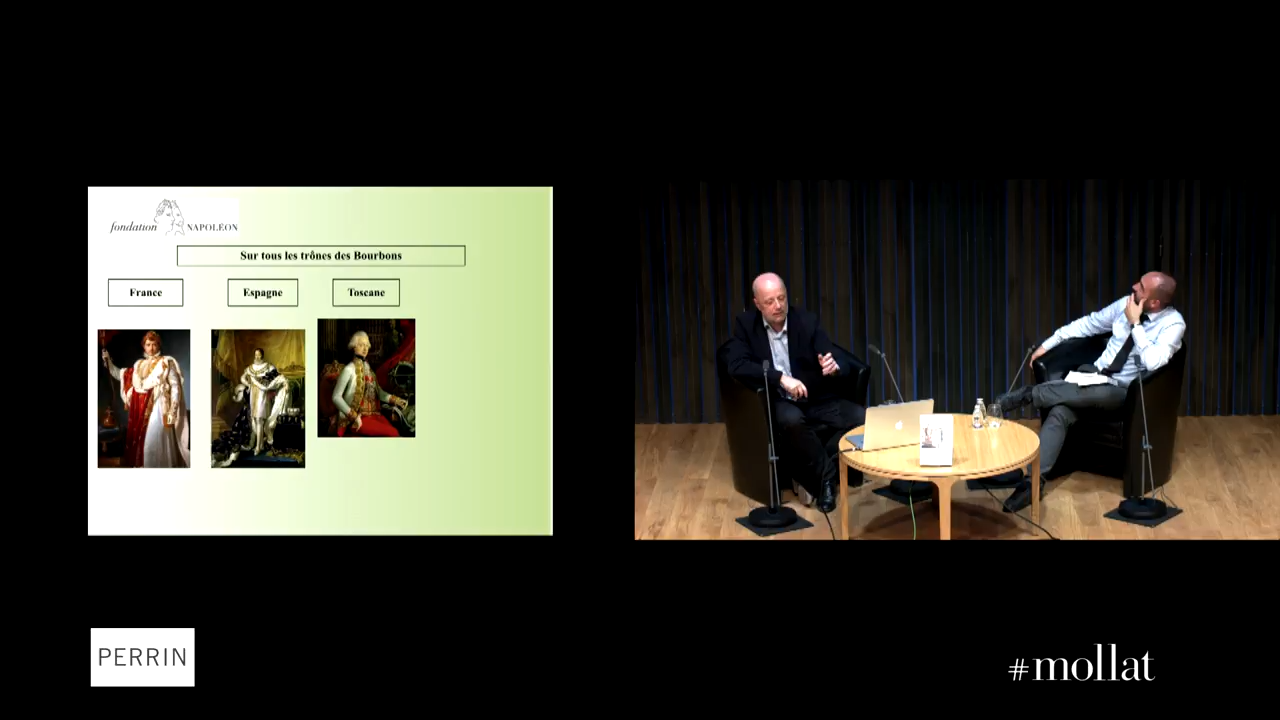 fondation NAPOLÉON
Sur tous les trônes des Bourbons
France
Espagne
Toscane
PERRIN
#mollat